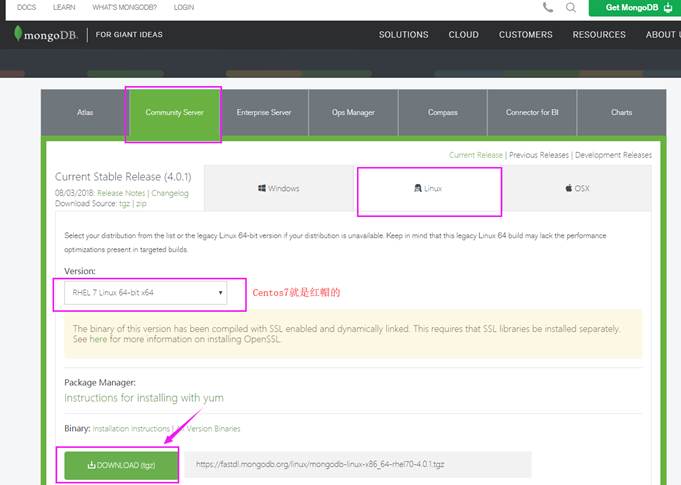 DOCS LEARN WHAT'S MONGODB? LOGIN Get MongoDB
mongoDB. FOR GIANT IDEAS SOLUTIONS CLOUD CUSTOMERS RESOURCES ABOUT
Atlas Community Server Enterprise Server Ops Manager Compass Connector for BI Charts
Current Release | Previous Releases | Development Releases
Current Stable Release (4.0.1)
08/03/2018: Release Notes | Changelog
Download Source: tgz | zip
Windows Linux OSX
Select your distribution from the list or the legacy Linux 64-bit version if your distribution is unavailable. Keep in mind that this legacy Linux 64 build may lack the performance
optimizations present in targeted builds.
Version:
RHEL 7 Linux 64-bit x64 Centos7就是红帽的
The binary of this version has been compiled with SSL enabled and dynamically linked. This requires that SSL libraries be installed separately.
See here for more information on installing OpenSSL.
Package Manager:
Instructions for installing with yum
Binary: Installation Instructions | Version Binaries
DOWNLOAD (tgz) https://fastdl.mongodb.org/linux/mongodb-linux-x86_64-rhel70-4.0.1.tgz